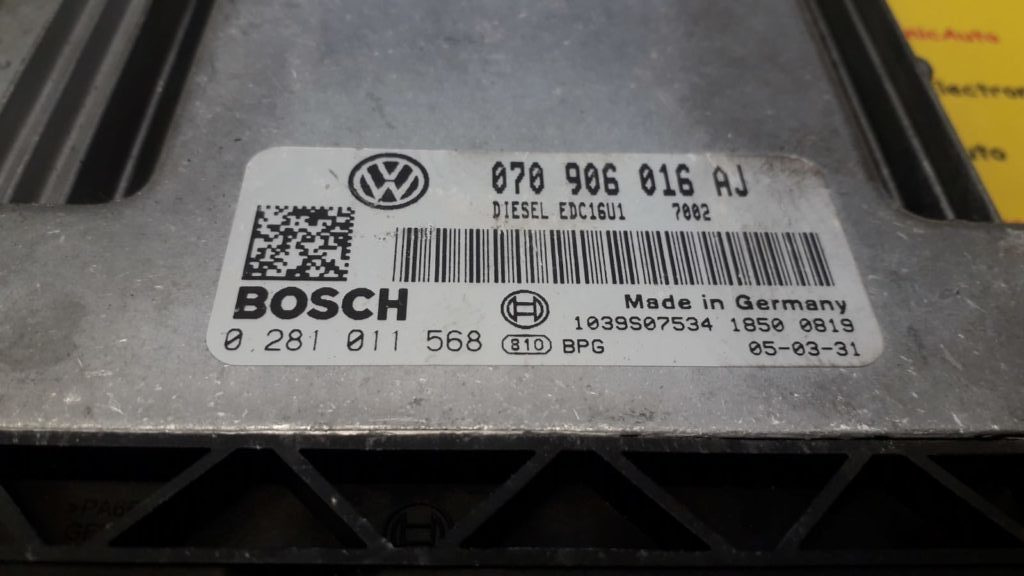 070 906 016 AJ
DIESEL EDC16U1 7002
BOSCH
Made in Germany
0 281 011 568
810 BPG
1039S07534 1850 0819
05-03-31